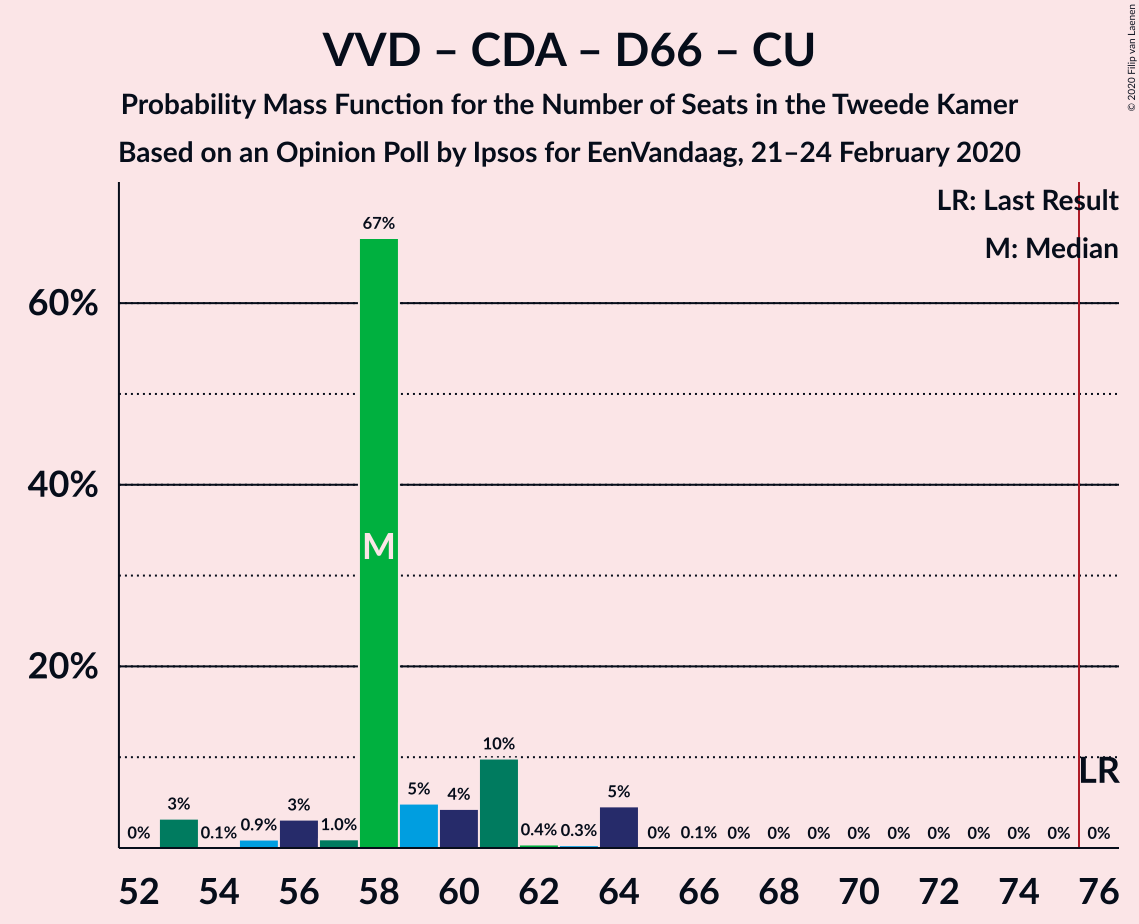 VVD – CDA – D66 – CU
Probability Mass Function for the Number of Seats in the Tweede Kamer
Based on an Opinion Poll by Ipsos for EenVandaag, 21–24 February 2020
© 2020 Filip van Laenen
LR: Last Result
M: Median
60%
40%
20%
0% 3% 0.1% 0.9% 3% 1.0% 67% 5% 4% 10% 0.4% 0.3% 5% 0% 0.1% 0% 0% 0% 0% 0% 0% 0% 0% 0% 0%
M
LR
52 54 56 58 60 62 64 66 68 70 72 74 76